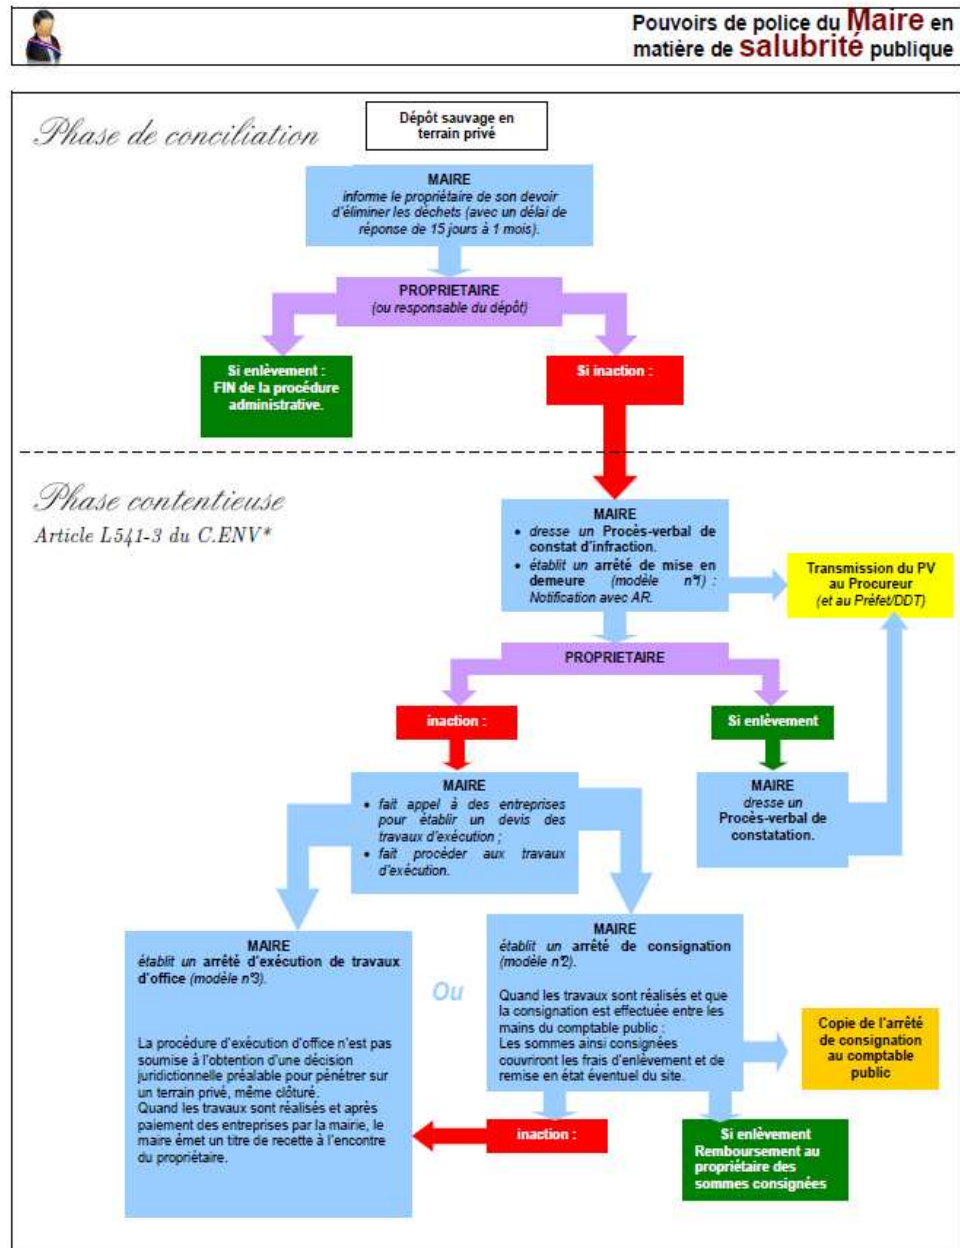 Pouvoirs de police du Maire en
matière de salubrité publique
Phase de conciliation
Dépôt sauvage en
terrain privé
MAIRE
informe le propriétaire de son devoir
d'éliminer les déchets (avec un délai de
réponse de 15 jours à 1 mois).
PROPRIETAIRE
(ou responsable du dépôt)
Si enlèvement :
FIN de la procédure
administrative.
Si inaction :
Phase contentieuse
Article L541-3 du C.ENV*
MAIRE
• dresse un Procès-verbal de
constat d'infraction.
• établit un arrêté de mise en
demeure (modèle n°1) :
Notification avec AR.
Transmission du PV
au Procureur
(et au Préfet/DDT)
PROPRIETAIRE
inaction :
Si enlèvement
MAIRE
• fait appel à des entreprises
pour établir un devis des
travaux d'exécution ;
• fait procéder aux travaux
d'exécution.
MAIRE
dresse un
Procès-verbal de
constatation.
MAIRE
établit un arrêté d'exécution de travaux
d'office (modèle n°3).
La procédure d'exécution d'office n'est pas
soumise à l'obtention d'une décision
juridictionnelle préalable pour pénétrer sur
un terrain privé, même clôturé.
Quand les travaux sont réalisés et après
paiement des entreprises par la mairie, le
maire émet un titre de recette à l'encontre
du propriétaire.
Ou
MAIRE
établit un arrêté de consignation
(modèle n°2).
Quand les travaux sont réalisés et que
la consignation est effectuée entre les
mains du comptable public :
Les sommes ainsi consignées
couvriront les frais d'enlèvement et de
remise en état éventuel du site.
Copie de l'arrêté
de consignation
au comptable
public
inaction :
Si enlèvement
Remboursement au
propriétaire des
sommes consignées